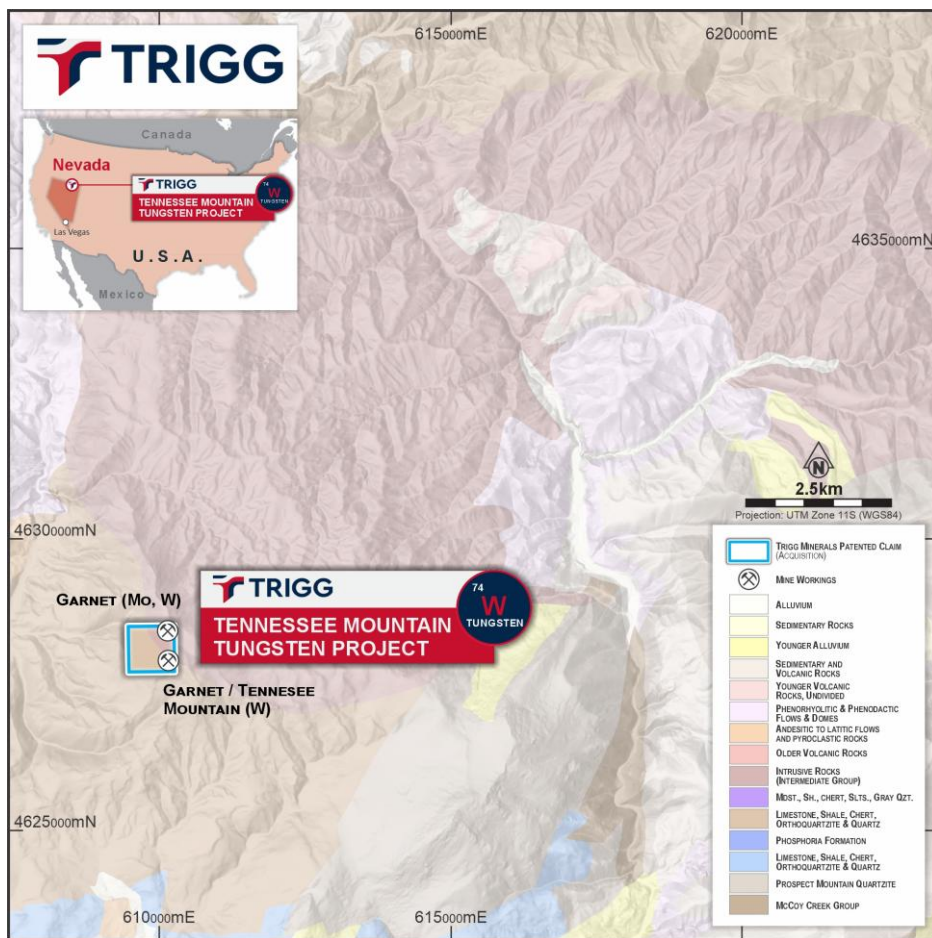 TRIGG
Canada
Nevada
TRIGG
TENNESSEE MOUNTAIN
TUNGSTEN PROJECT
74
W
TUNGSTEN
Las Vegas
U.S.A.
Mexico
615000mE
620000mE
4635000mN
N
2.5km
Projection: UTM Zone 11S (WGS84)
4630000mN
GARNET (MO, W)
TRIGG
TENNESSEE MOUNTAIN
TUNGSTEN PROJECT
74
W
TUNGSTEN
GARNET / TENNESEE
MOUNTAIN (W)
4625000mN
610000mE
615000mE
TRIGG MINERALS PATENTED CLAIM
(ACQUISITION)
MINE WORKINGS
ALLUVIUM
SEDIMENTARY ROCKS
YOUNGER ALLUVIUM
SEDIMENTARY AND
VOLCANIC ROCKS
YOUNGER VOLCANIC
ROCKS, UNDIVIDED
PHENORHYOLITIC & PHENODACTIC
FLOWS & DOMES
ANDESITIC TO LATITIC FLOWS
AND PYROCLASTIC ROCKS
OLDER VOLCANIC ROCKS
INTRUSIVE ROCKS
(INTERMEDIATE GROUP)
MDST., SH., CHERT, SLTS., GRAY QZT.
LIMESTONE, SHALE, CHERT,
ORTHOQUARTZITE & QUARTZ
PHOSPHORIA FORMATION
LIMESTONE, SHALE, CHERT,
ORTHOQUARTZITE & QUARTZ
PROSPECT MOUNTAIN QUARTZITE
MCCOY CREEK GROUP